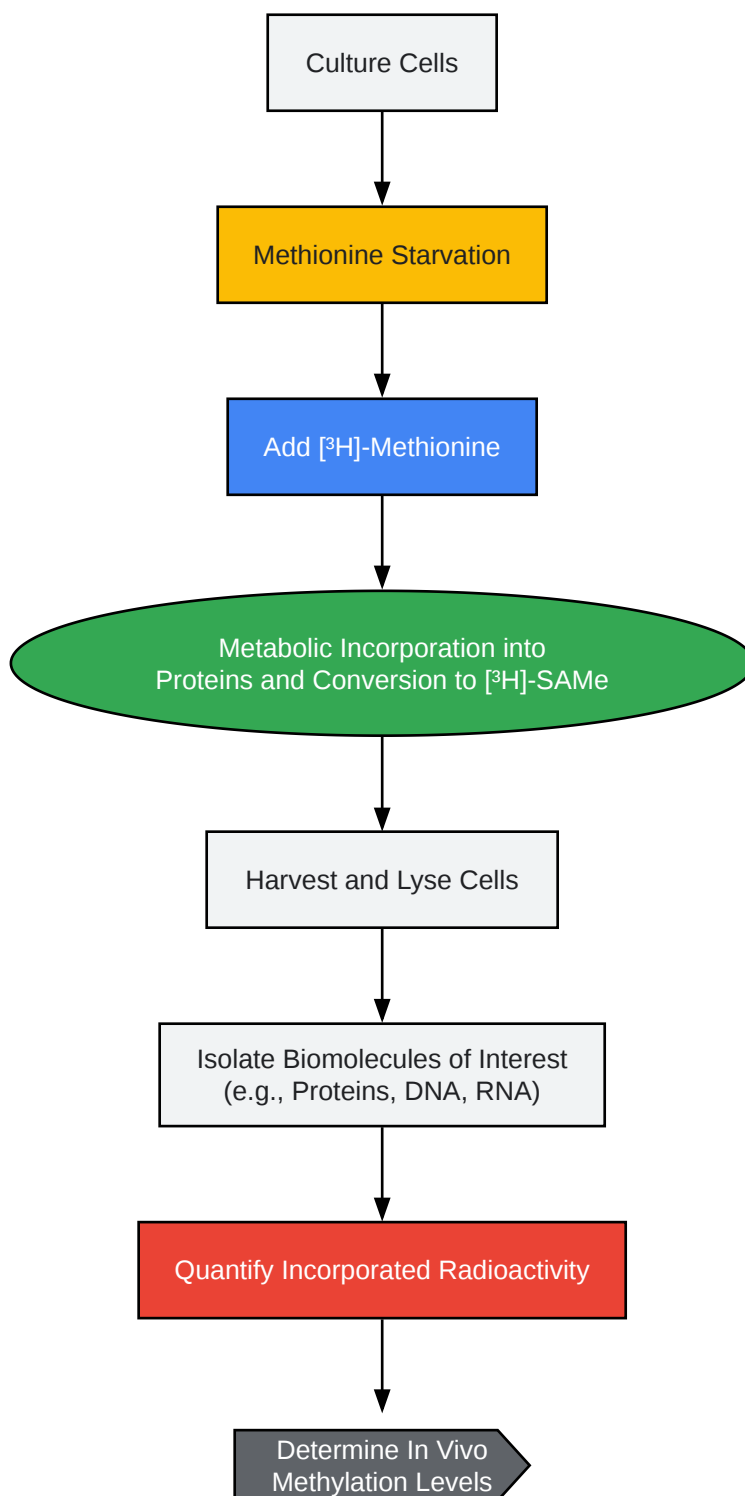 Culture Cells
Methionine Starvation
Add [³H]-Methionine
Metabolic Incorporation into
Proteins and Conversion to [³H]-SAMe
Harvest and Lyse Cells
Isolate Biomolecules of Interest
(e.g., Proteins, DNA, RNA)
Quantify Incorporated Radioactivity
Determine In Vivo
Methylation Levels